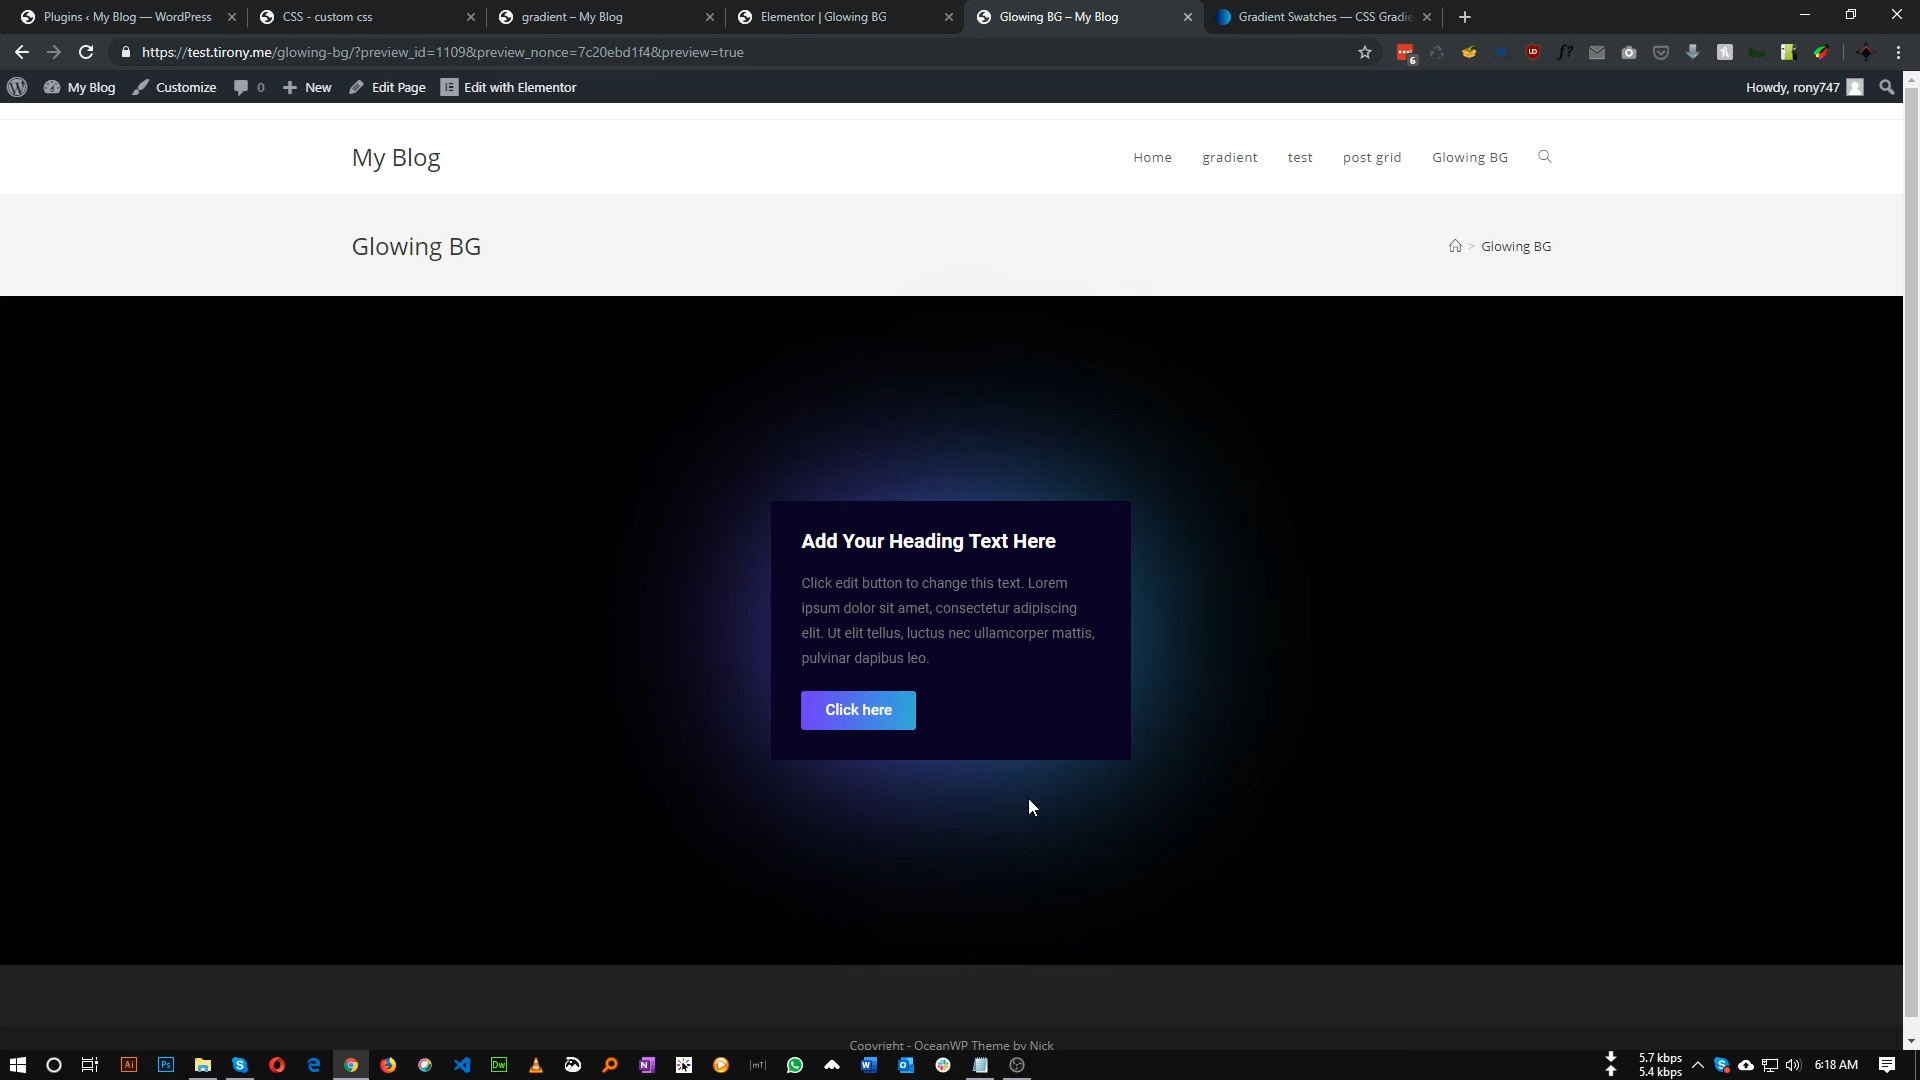 Plugins ‹ My Blog — WordPress
CSS - custom css
gradient – My Blog
Elementor | Glowing BG
Glowing BG – My Blog
Gradient Swatches — CSS Gradie
https://test.tirony.me/glowing-bg/?preview_id=1109&preview_nonce=7c20ebd1f4&preview=true
6
My Blog
Customize
0
New
Edit Page
Edit with Elementor
Howdy, rony747
My Blog
Home
gradient
test
post grid
Glowing BG
Glowing BG
> Glowing BG
Add Your Heading Text Here
Click edit button to change this text. Lorem
ipsum dolor sit amet, consectetur adipiscing
elit. Ut elit tellus, luctus nec ullamcorper mattis,
pulvinar dapibus leo.
Click here
Copyright - OceanWP Theme by Nick
Ai
Ps
Dw
5.7 kbps
5.4 kbps
6:18 AM